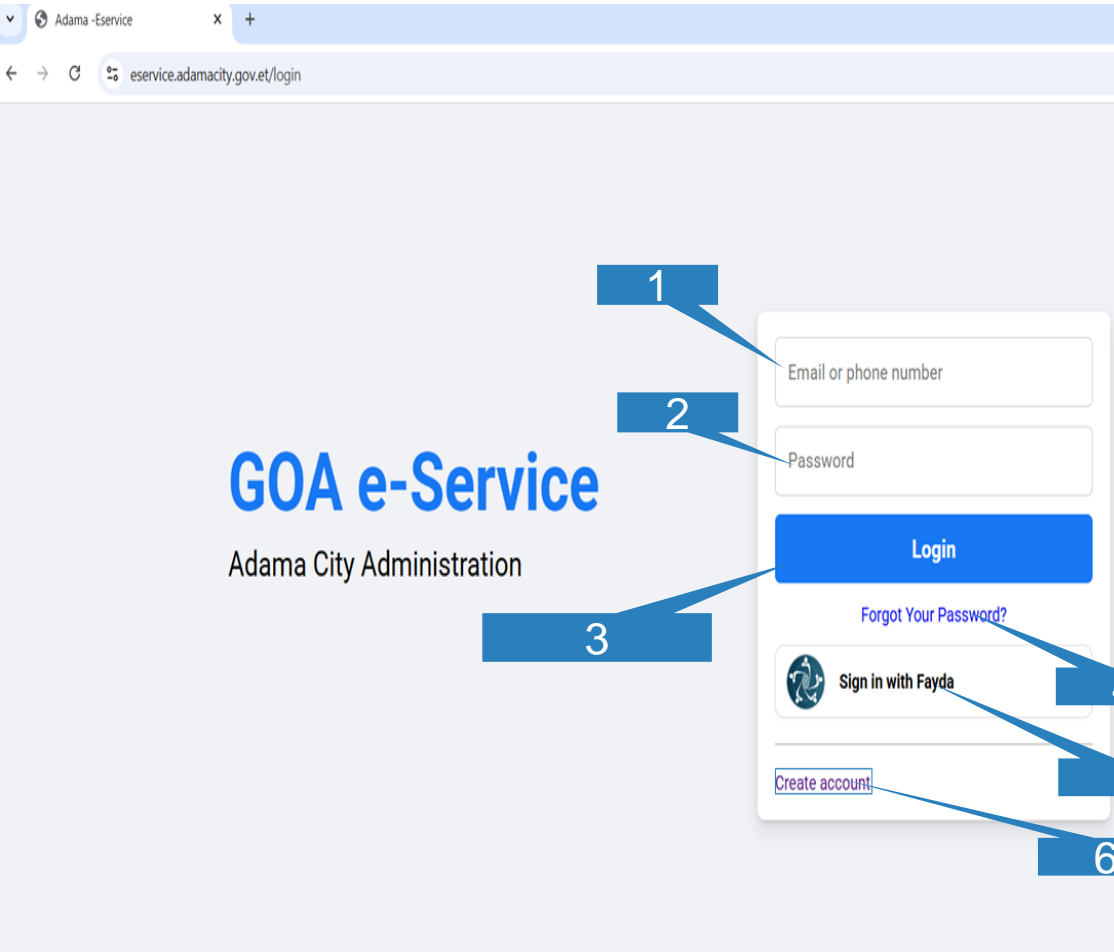 Adama -Eservice
eservice.adamacity.gov.et/login
1
Email or phone number
2
Password
GOA e-Service
Login
Adama City Administration
Forgot Your Password?
3
Sign in with Fayda
Create account
6